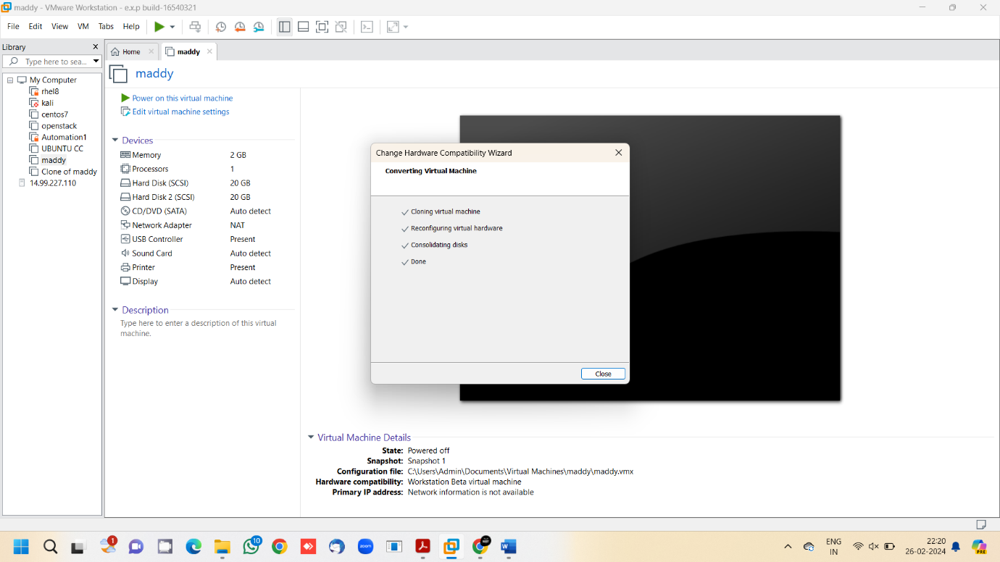 maddy - VMware Workstation - e.x.p build-16540321
File Edit View VM Tabs Help
Library
Type here to sea...
My Computer
rhel8
kali
centos7
openstack
Automation1
UBUNTU CC
maddy
Clone of maddy
14.99.227.110
Home
maddy
maddy
Power on this virtual machine
Edit virtual machine settings
Devices
Memory 2 GB
Processors 1
Hard Disk (SCSI) 20 GB
Hard Disk 2 (SCSI) 20 GB
CD/DVD (SATA) Auto detect
Network Adapter NAT
USB Controller Present
Sound Card Auto detect
Printer Present
Display Auto detect
Description
Type here to enter a description of this virtual
machine.
Change Hardware Compatibility Wizard
Converting Virtual Machine
Cloning virtual machine
Reconfiguring virtual hardware
Consolidating disks
Done
Close
Virtual Machine Details
State: Powered off
Snapshot: Snapshot 1
Configuration file: C:\Users\Admin\Documents\Virtual Machines\maddy\maddy.vmx
Hardware compatibility: Workstation Beta virtual machine
Primary IP address: Network information is not available
1
10
zoom
W
ENG
IN
22:20
26-02-2024
PRE